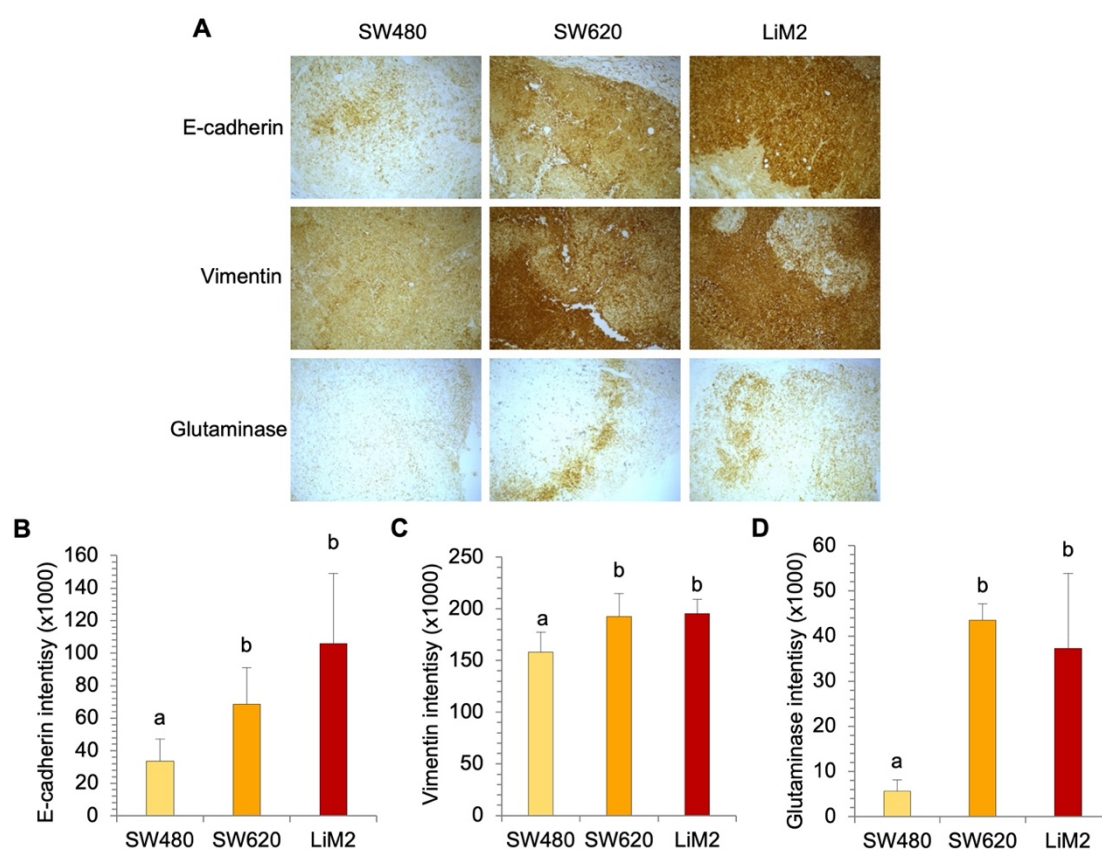 A
SW480 SW620 LiM2
E-cadherin
Vimentin
Glutaminase
B
E-cadherin intentisy (x1000)
160
140
120
100
80
60
40
20
0
a
b
b
SW480 SW620 LiM2
C
Vimentin intentisy (x1000)
250
200
150
100
50
0
a
b
b
SW480 SW620 LiM2
D
Glutaminase intentisy (x1000)
60
50
40
30
20
10
0
a
b
b
SW480 SW620 LiM2